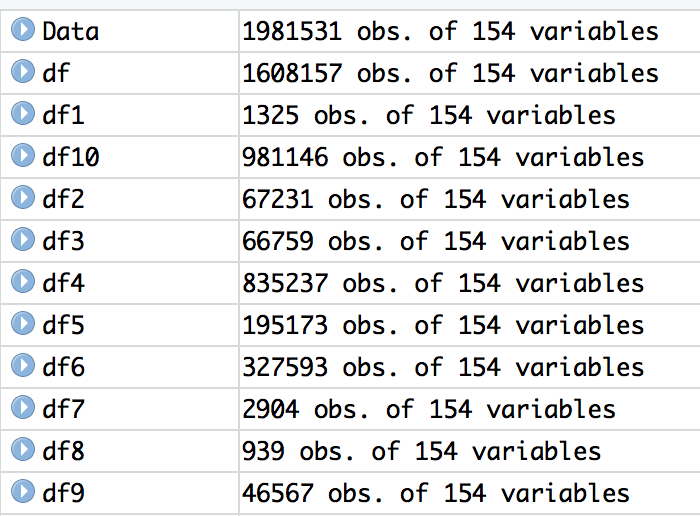 Data 1981531 obs. of 154 variables
df 1608157 obs. of 154 variables
df1 1325 obs. of 154 variables
df10 981146 obs. of 154 variables
df2 67231 obs. of 154 variables
df3 66759 obs. of 154 variables
df4 835237 obs. of 154 variables
df5 195173 obs. of 154 variables
df6 327593 obs. of 154 variables
df7 2904 obs. of 154 variables
df8 939 obs. of 154 variables
df9 46567 obs. of 154 variables